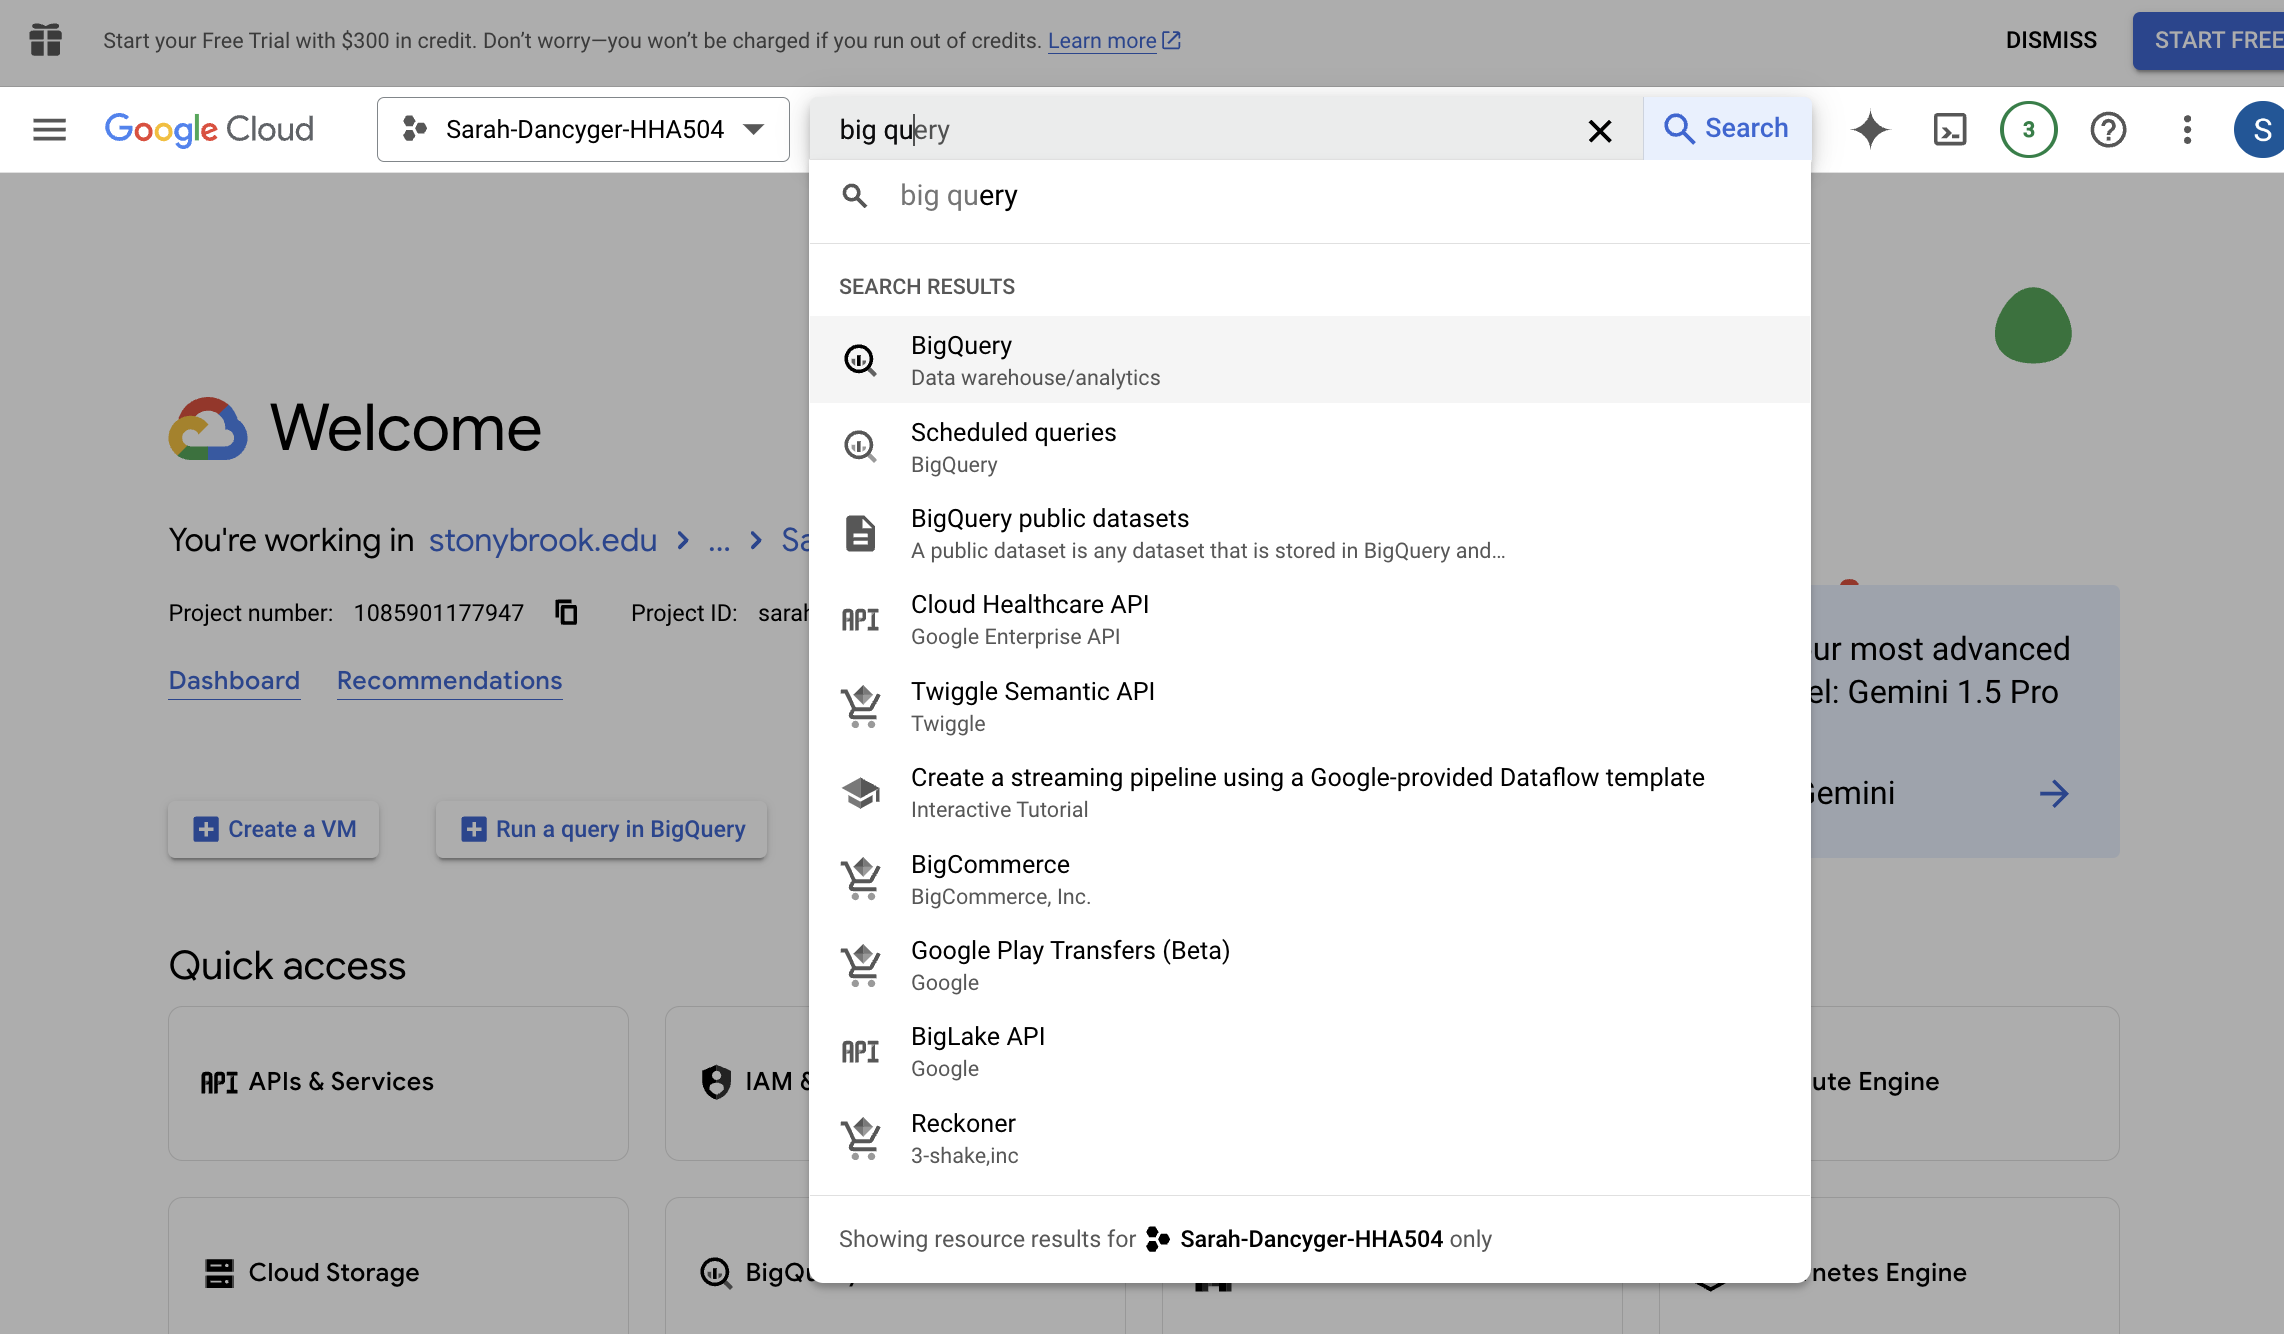 Start your Free Trial with $300 in credit. Don’t worry—you won’t be charged if you run out of credits. Learn more
DISMISS
START FREE
Google Cloud
Sarah-Dancyger-HHA504
big query
Search
3
S
big query
SEARCH RESULTS
BigQuery
Data warehouse/analytics
Scheduled queries
BigQuery
BigQuery public datasets
A public dataset is any dataset that is stored in BigQuery and...
Cloud Healthcare API
Google Enterprise API
Twiggle Semantic API
Twiggle
Create a streaming pipeline using a Google-provided Dataflow template
Interactive Tutorial
BigCommerce
BigCommerce, Inc.
Google Play Transfers (Beta)
Google
BigLake API
Google
Reckoner
3-shake,inc
Showing resource results for Sarah-Dancyger-HHA504 only
Welcome
You're working in stonybrook.edu > ... > Sa
Project number: 1085901177947 Project ID: sarah
Dashboard Recommendations
ur most advanced
el: Gemini 1.5 Pro
Gemini
Create a VM
Run a query in BigQuery
Quick access
API APIs & Services
IAM &
ute Engine
Cloud Storage
BigQu
netes Engine